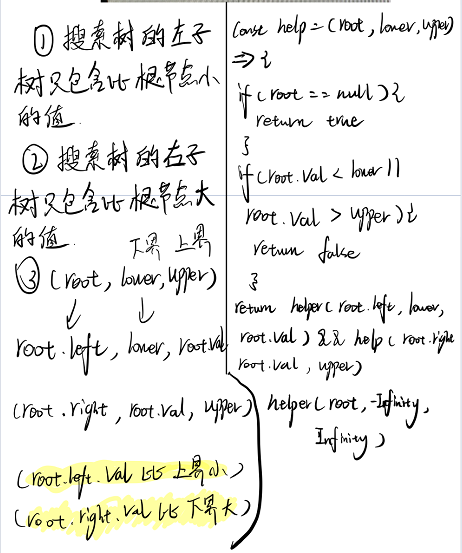 ① 搜索树的左子
树只包含比根节点小
的值.
② 搜索树的右子
树只包含比根节点大
的值.
下界 上界
③ (root, lower, upper)
↓ ↓
root.left, lower, root.val
(root.right, root.val, upper)
(root.left.val 比 上界小)
(root.right.val 比 下界大)
Const help = (root, lower, upper)
=> {
if (root == null) {
return true
}
if (root.val < lower ||
root.val > upper) {
return false
}
return helper(root.left, lower,
root.val) && help(root.right
root.val, upper)
helper(root, -Infinity,
Infinity)